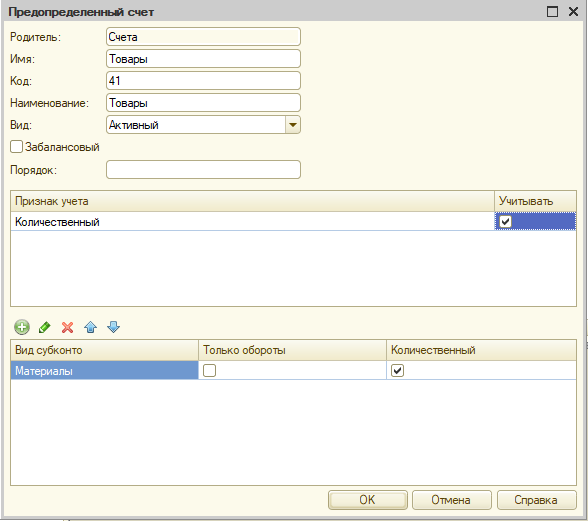 Предопределенный счет
Родитель: Счета
Имя: Товары
Код: 41
Наименование: Товары
Вид: Активный
Забалансовый
Порядок:
Признак учета Учитывать
Количественный
Вид субконто Только обороты Количественный
Материалы
OK Отмена Справка